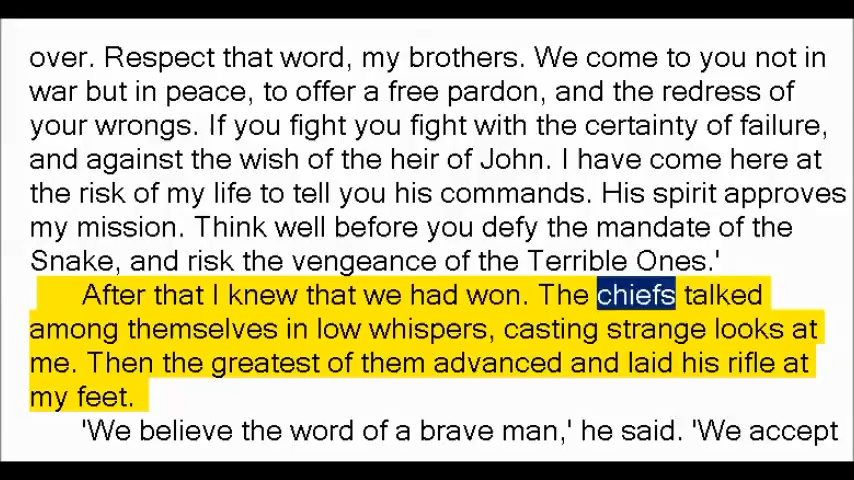 over. Respect that word, my brothers. We come to you not in
war but in peace, to offer a free pardon, and the redress of
your wrongs. If you fight you fight with the certainty of failure,
and against the wish of the heir of John. I have come here at
the risk of my life to tell you his commands. His spirit approves
my mission. Think well before you defy the mandate of the
Snake, and risk the vengeance of the Terrible Ones.'
After that I knew that we had won. The chiefs talked
among themselves in low whispers, casting strange looks at
me. Then the greatest of them advanced and laid his rifle at
my feet.
'We believe the word of a brave man,' he said. 'We accept